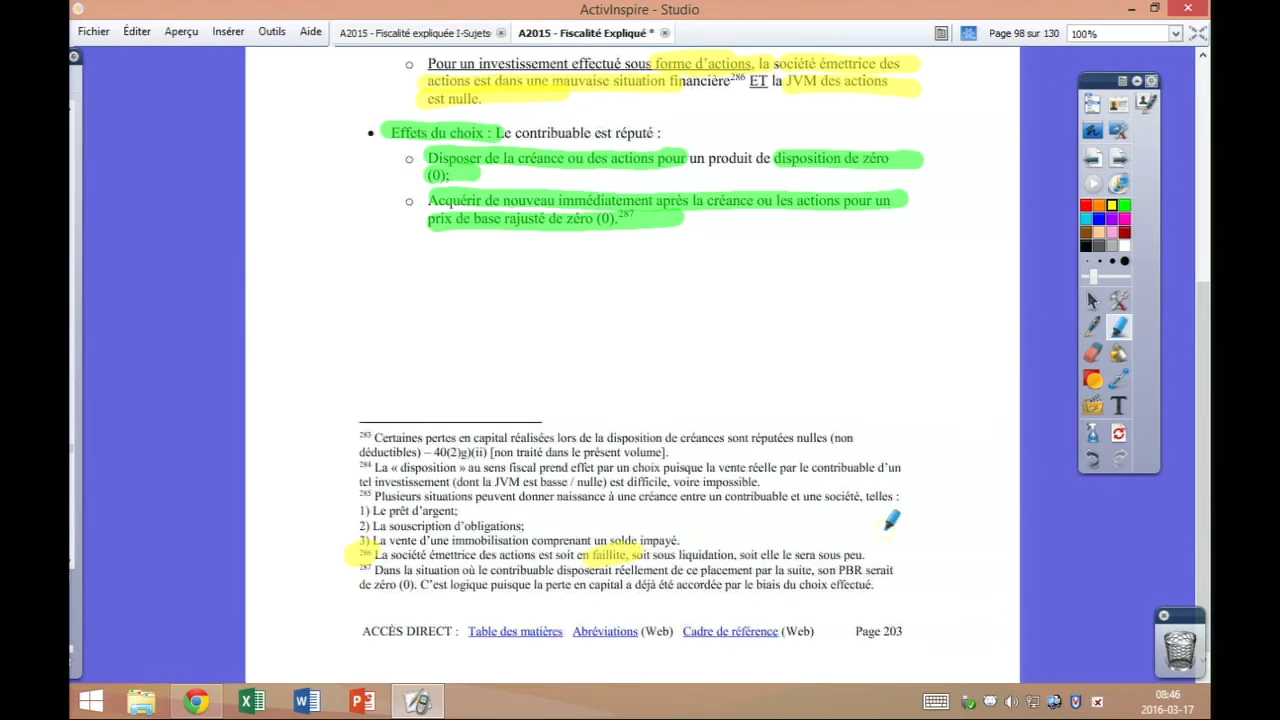 ActivInspire - Studio
Fichier Éditer Aperçu Insérer Outils Aide
A2015 - Fiscalité expliquée I-Sujets
A2015 - Fiscalité Expliqué *
Page 98 sur 130
100%
o Pour un investissement effectué sous forme d'actions, la société émettrice des
actions est dans une mauvaise situation financière286 ET la JVM des actions
est nulle.
• Effets du choix : Le contribuable est réputé :
o Disposer de la créance ou des actions pour un produit de disposition de zéro
(0);
o Acquérir de nouveau immédiatement après la créance ou les actions pour un
prix de base rajusté de zéro (0).287
283 Certaines pertes en capital réalisées lors de la disposition de créances sont réputées nulles (non
déductibles) – 40(2)g)(ii) [non traité dans le présent volume].
284 La « disposition » au sens fiscal prend effet par un choix puisque la vente réelle par le contribuable d'un
tel investissement (dont la JVM est basse / nulle) est difficile, voire impossible.
285 Plusieurs situations peuvent donner naissance à une créance entre un contribuable et une société, telles :
1) Le prêt d'argent;
2) La souscription d'obligations;
3) La vente d'une immobilisation comprenant un solde impayé.
286 La société émettrice des actions est soit en faillite, soit sous liquidation, soit elle le sera sous peu.
287 Dans la situation où le contribuable disposerait réellement de ce placement par la suite, son PBR serait
de zéro (0). C'est logique puisque la perte en capital a déjà été accordée par le biais du choix effectué.
ACCÈS DIRECT : Table des matières Abréviations (Web) Cadre de référence (Web) Page 203
08:46
2016-03-17